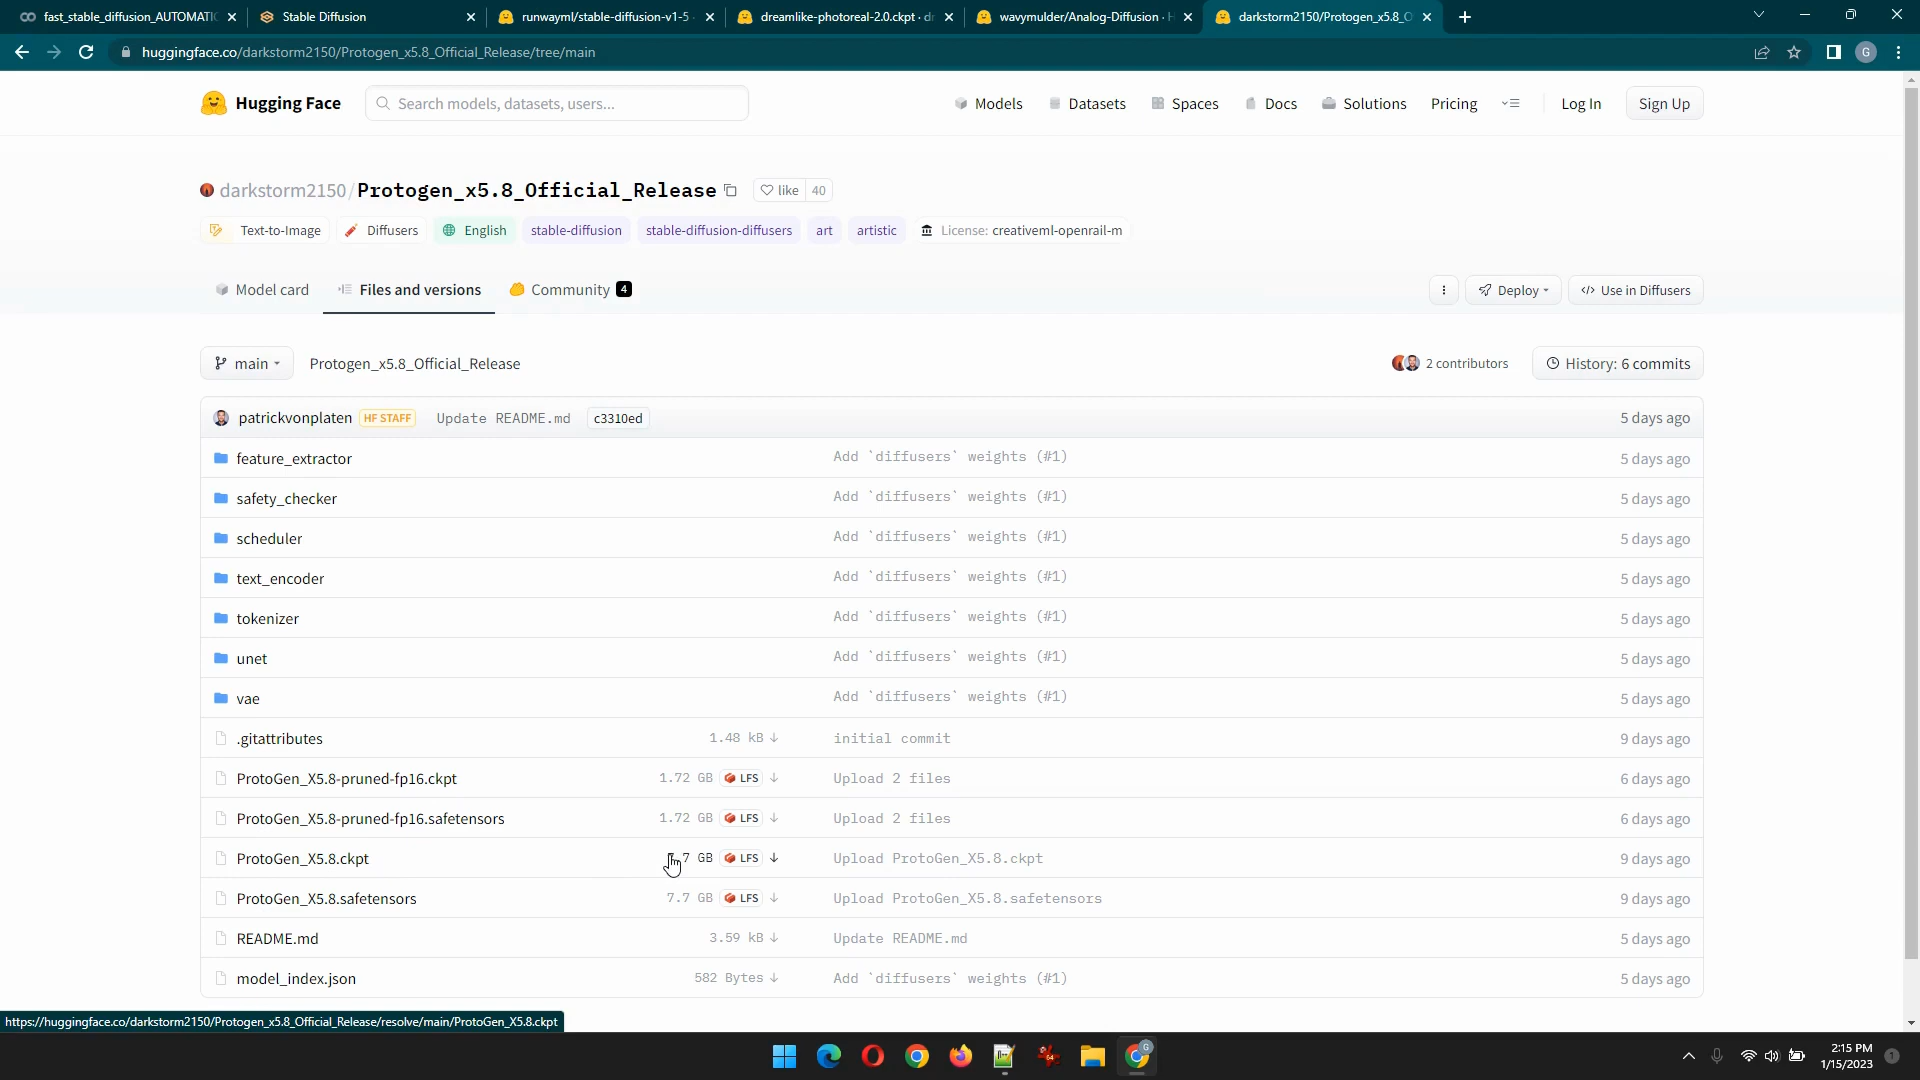 fast_stable_diffusion_AUTOMATIC
Stable Diffusion
runwayml/stable-diffusion-v1-5 ·
dreamlike-photoreal-2.0.ckpt · dr
wavymulder/Analog-Diffusion · H
darkstorm2150/Protogen_x5.8_O
huggingface.co/darkstorm2150/Protogen_x5.8_Official_Release/tree/main
G
Hugging Face
Search models, datasets, users...
Models
Datasets
Spaces
Docs
Solutions
Pricing
Log In
Sign Up
darkstorm2150/Protogen_x5.8_Official_Release
like
40
Text-to-Image
Diffusers
English
stable-diffusion
stable-diffusion-diffusers
art
artistic
License: creativeml-openrail-m
Model card
Files and versions
Community 4
Deploy
</> Use in Diffusers
main
Protogen_x5.8_Official_Release
2 contributors
History: 6 commits
patrickvonplaten HF STAFF Update README.md c3310ed 5 days ago
feature_extractor Add `diffusers` weights (#1) 5 days ago
safety_checker Add `diffusers` weights (#1) 5 days ago
scheduler Add `diffusers` weights (#1) 5 days ago
text_encoder Add `diffusers` weights (#1) 5 days ago
tokenizer Add `diffusers` weights (#1) 5 days ago
unet Add `diffusers` weights (#1) 5 days ago
vae Add `diffusers` weights (#1) 5 days ago
.gitattributes 1.48 kB ↓ initial commit 9 days ago
ProtoGen_X5.8-pruned-fp16.ckpt 1.72 GB LFS ↓ Upload 2 files 6 days ago
ProtoGen_X5.8-pruned-fp16.safetensors 1.72 GB LFS ↓ Upload 2 files 6 days ago
ProtoGen_X5.8.ckpt 7 GB LFS ↓ Upload ProtoGen_X5.8.ckpt 9 days ago
ProtoGen_X5.8.safetensors 7.7 GB LFS ↓ Upload ProtoGen_X5.8.safetensors 9 days ago
README.md 3.59 kB ↓ Update README.md 5 days ago
model_index.json 582 Bytes ↓ Add `diffusers` weights (#1) 5 days ago
https://huggingface.co/darkstorm2150/Protogen_x5.8_Official_Release/resolve/main/ProtoGen_X5.8.ckpt
64
G
2:15 PM
1/15/2023
1